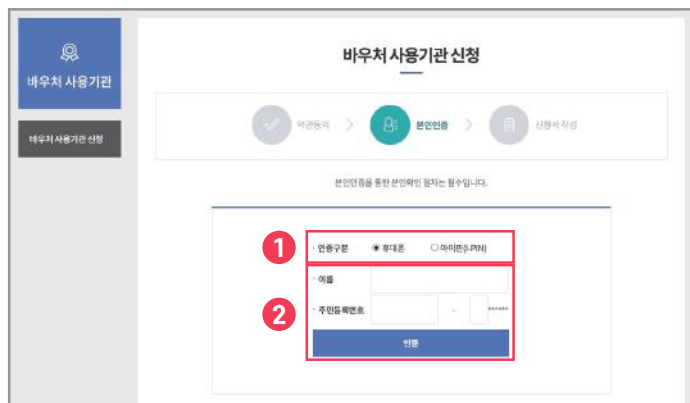 바우처 사용기관
바우처 사용기관 신청
바우처 사용기관 신청
약관동의 > 본인인증 > 신청서 작성
본인인증을 통한 본인확인 절차는 필수입니다.
1
· 인증구분 휴대폰 아이핀(I-PIN)
2
· 이름
· 주민등록번호 - ******
인증